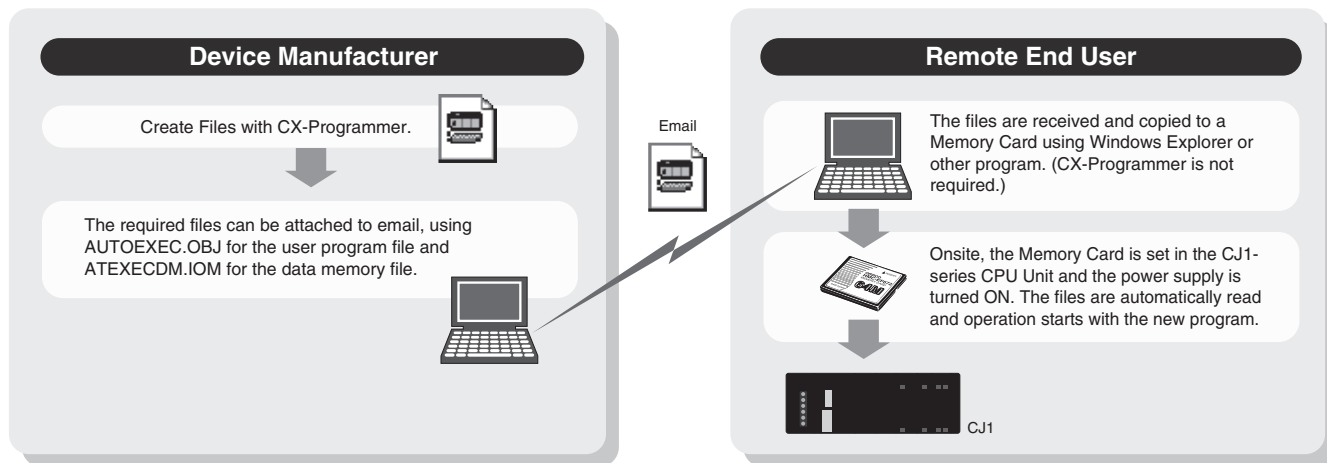 Device Manufacturer
Create Files with CX-Programmer.
The required files can be attached to email, using
AUTOEXEC.OBJ for the user program file and
ATEXECDM.IOM for the data memory file.
Email
Remote End User
The files are received and copied to a
Memory Card using Windows Explorer or
other program. (CX-Programmer is not
required.)
64M
Onsite, the Memory Card is set in the CJ1-
series CPU Unit and the power supply is
turned ON. The files are automatically read
and operation starts with the new program.
CJ1